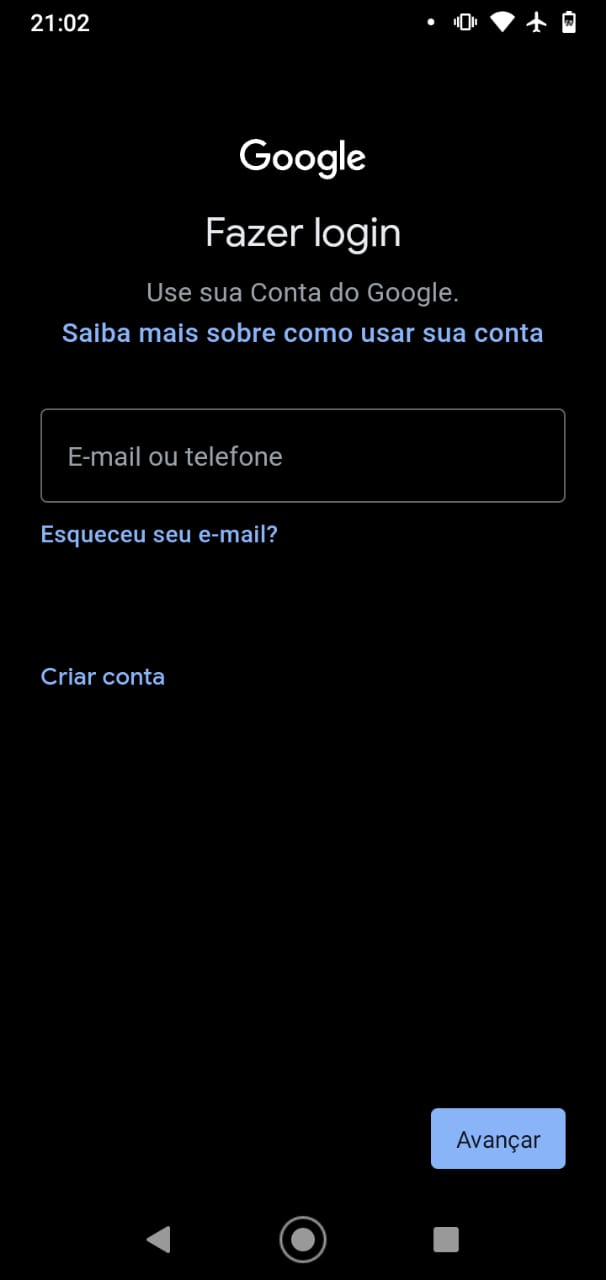 21:02
Google
Fazer login
Use sua Conta do Google.
Saiba mais sobre como usar sua conta
E-mail ou telefone
Esqueceu seu e-mail?
Criar conta
Avançar